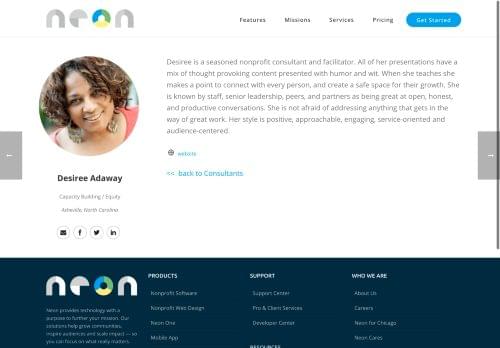 neon
Features Missions Services Pricing Get Started
Desiree is a seasoned nonprofit consultant and facilitator. All of her presentations have a
mix of thought provoking content presented with humor and wit. When she teaches she
makes a point to connect with every person, and create a safe space for their growth. She
is known by staff, senior leadership, peers, and partners as being great at open, honest,
and productive conversations. She is not afraid of addressing anything that gets in the
way of great work. Her style is positive, approachable, engaging, service-oriented and
audience-centered.
website
<< back to Consultants
←
→
Desiree Adaway
Capacity Building / Equity
Asheville, North Carolina
neon
Neon provides technology with a
purpose to further your mission. Our
solutions help grow communities,
inspire audiences and scale impact — so
you can focus on what really matters.
PRODUCTS
Nonprofit Software
Nonprofit Web Design
Neon One
Mobile App
SUPPORT
Support Center
Pro & Client Services
Developer Center
RESOURCES
WHO WE ARE
About Us
Careers
Neon for Chicago
Neon Cares